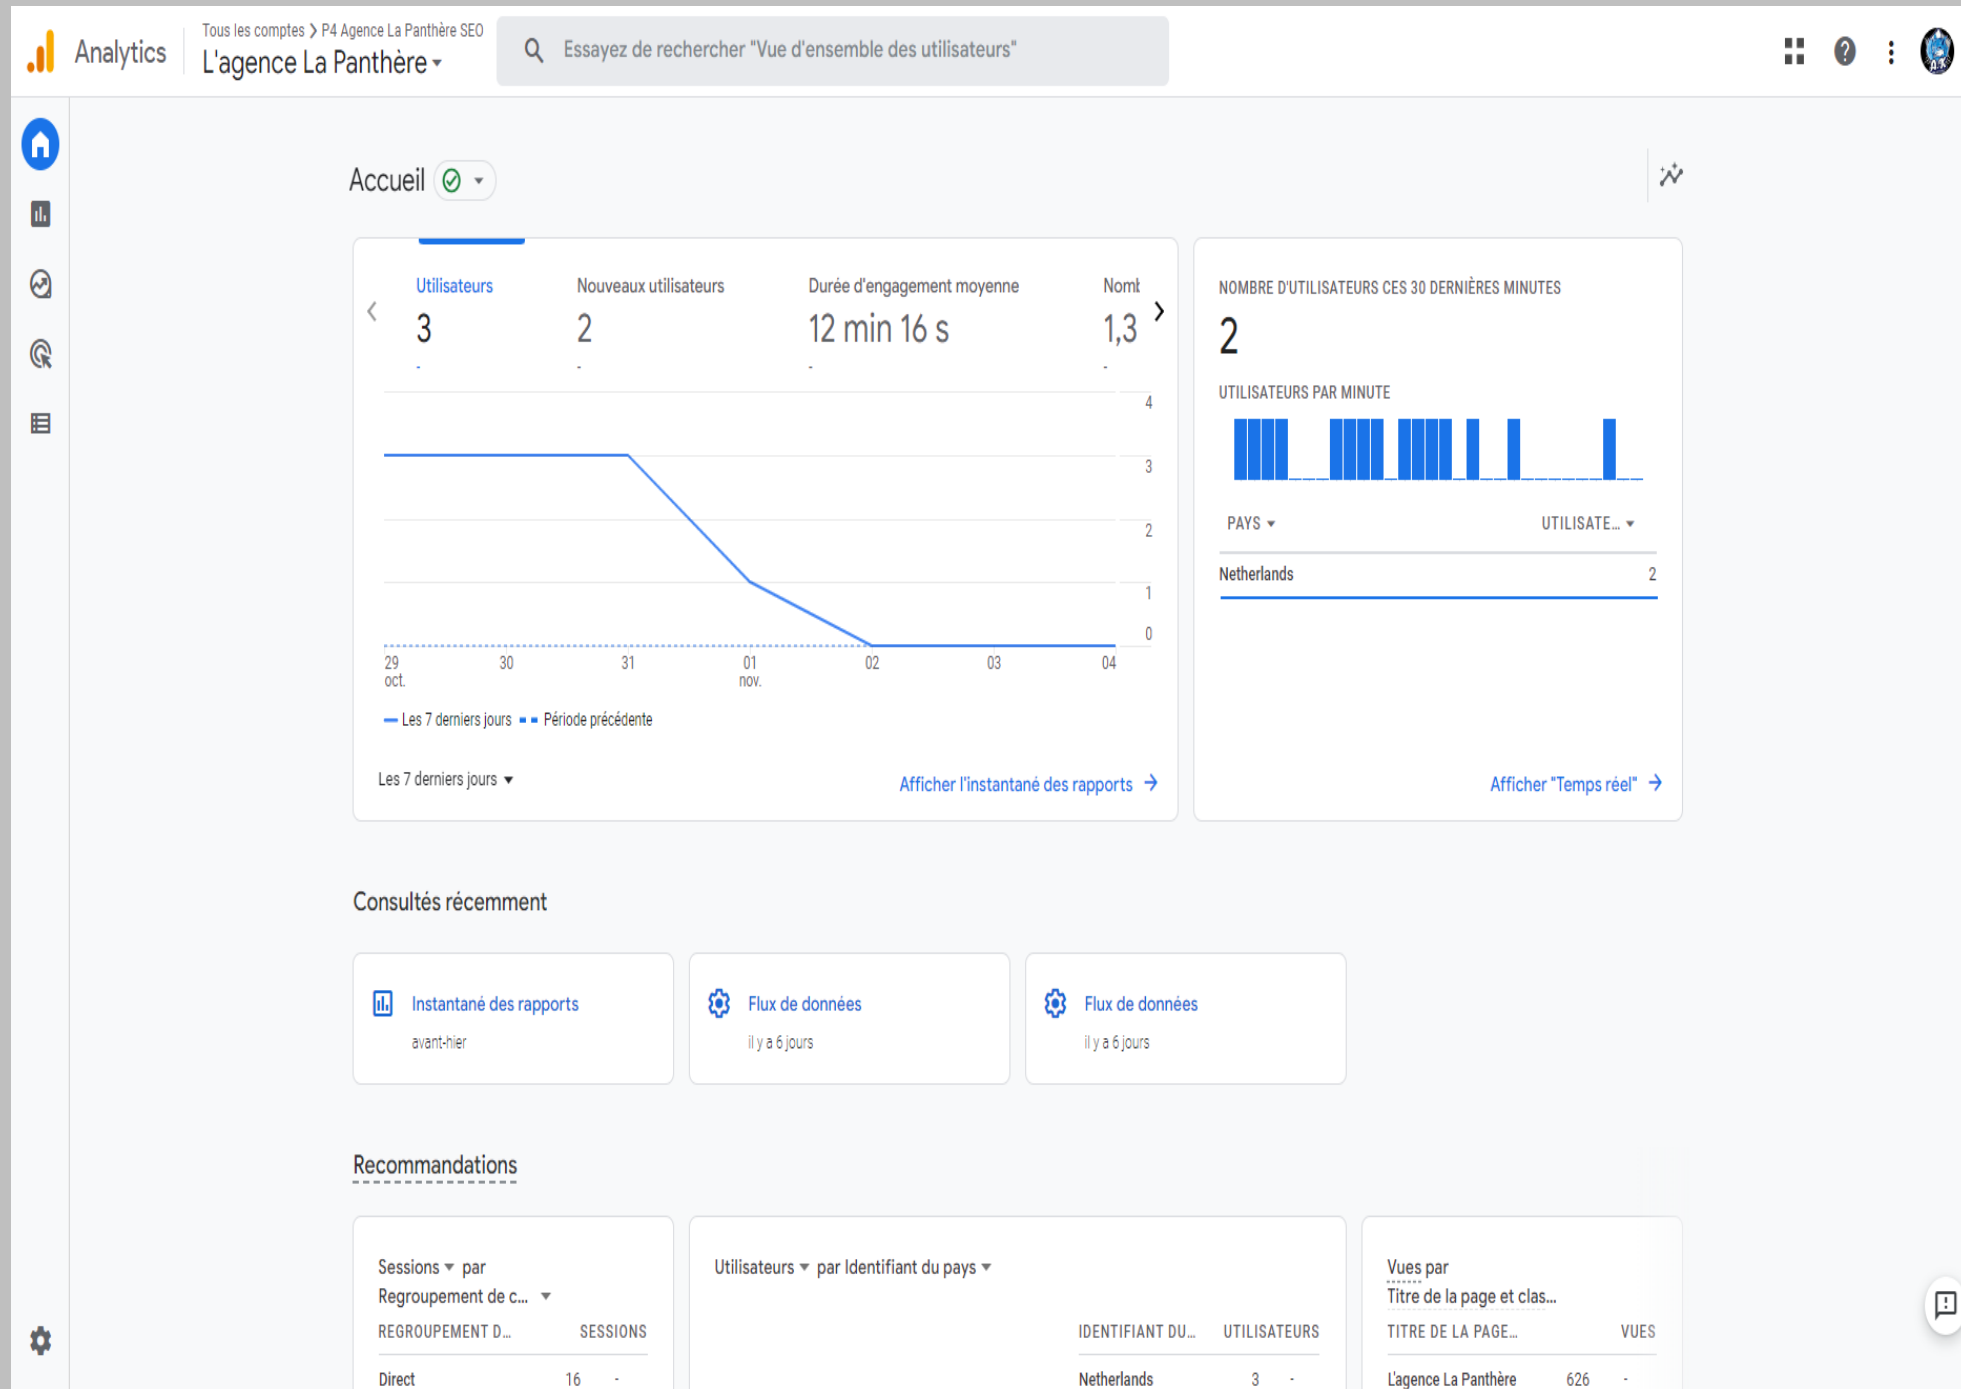 Analytics
Tous les comptes > P4 Agence La Panthère SEO
L'agence La Panthère
Essayez de rechercher "Vue d'ensemble des utilisateurs"
Accueil
Utilisateurs
3
-
Nouveaux utilisateurs
2
-
Durée d'engagement moyenne
12 min 16 s
-
Nomb
1,3
-
4
3
2
1
0
29 oct.
30
31
01 nov.
02
03
04
Les 7 derniers jours
Période précédente
Les 7 derniers jours
Afficher l'instantané des rapports
NOMBRE D'UTILISATEURS CES 30 DERNIÈRES MINUTES
2
UTILISATEURS PAR MINUTE
PAYS
UTILISATE...
Netherlands 2
Afficher "Temps réel"
Consultés récemment
Instantané des rapports
avant-hier
Flux de données
il y a 6 jours
Flux de données
il y a 6 jours
Recommandations
Sessions par
Regroupement de c...
REGROUPEMENT D... SESSIONS
Direct 16 -
Utilisateurs par Identifiant du pays
IDENTIFIANT DU... UTILISATEURS
Netherlands 3 -
Vues par
Titre de la page et clas...
TITRE DE LA PAGE... VUES
L'agence La Panthère 626 -